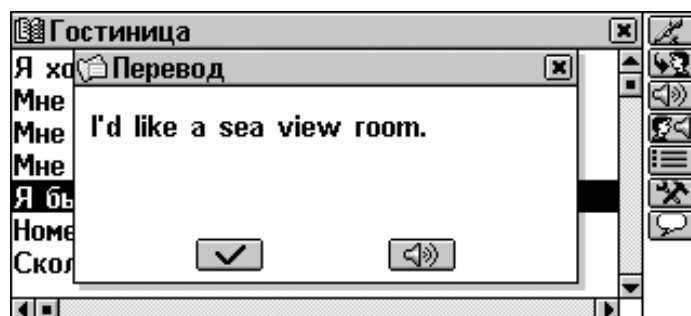 Гостиница
Я хо
Перевод
Мне
I'd like a sea view room.
Мне
Мне
Я бы
Номе
Скол